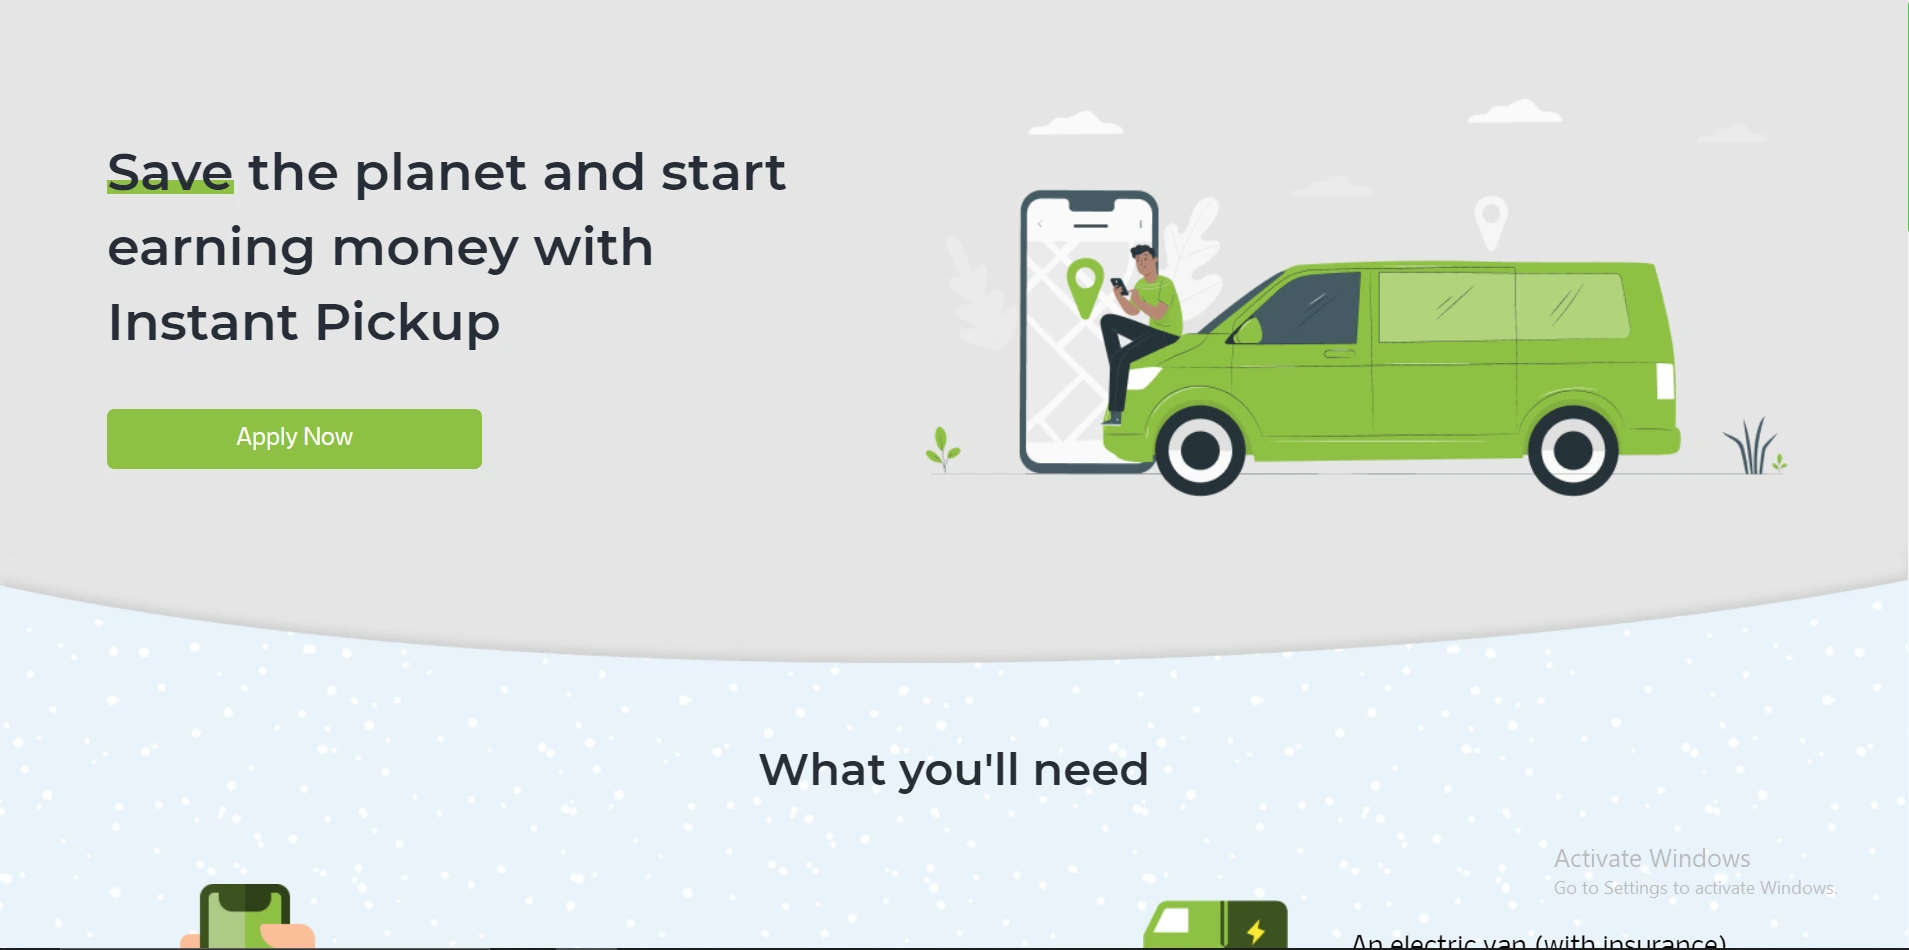 Save the planet and start
earning money with
Instant Pickup
Apply Now
What you'll need
Activate Windows
Go to Settings to activate Windows.
An electric van (with insurance)